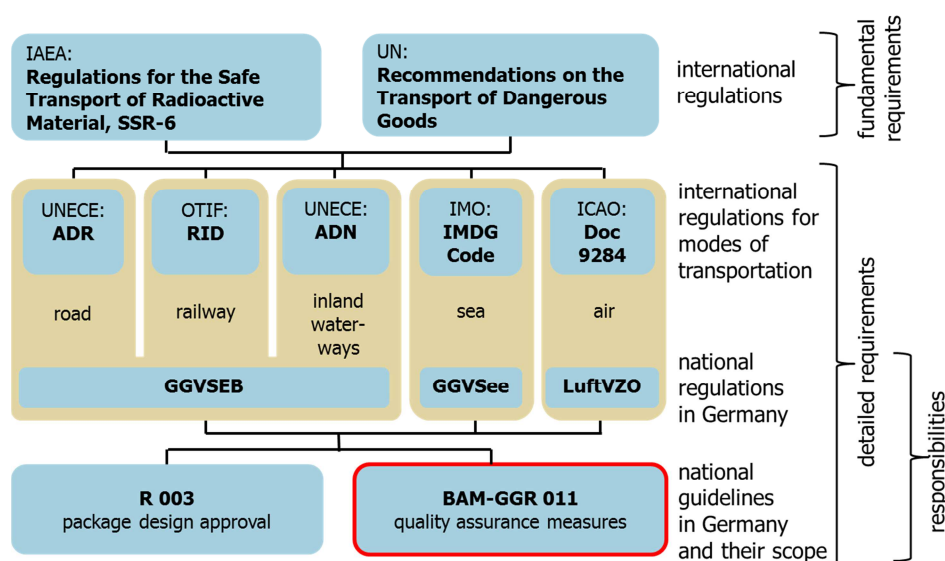 IAEA:
Regulations for the Safe
Transport of Radioactive
Material, SSR-6
UN:
Recommendations on the
Transport of Dangerous
Goods
international
regulations
fundamental
requirements
UNECE:
ADR
road
OTIF:
RID
railway
UNECE:
ADN
inland
water-
ways
IMO:
IMDG
Code
sea
ICAO:
Doc
9284
air
international
regulations for
modes of
transportation
GGVSEB
GGVSee
LuftVZO
national
regulations
in Germany
detailed requirements
responsibilities
R 003
package design approval
BAM-GGR 011
quality assurance measures
national
guidelines
in Germany
and their scope